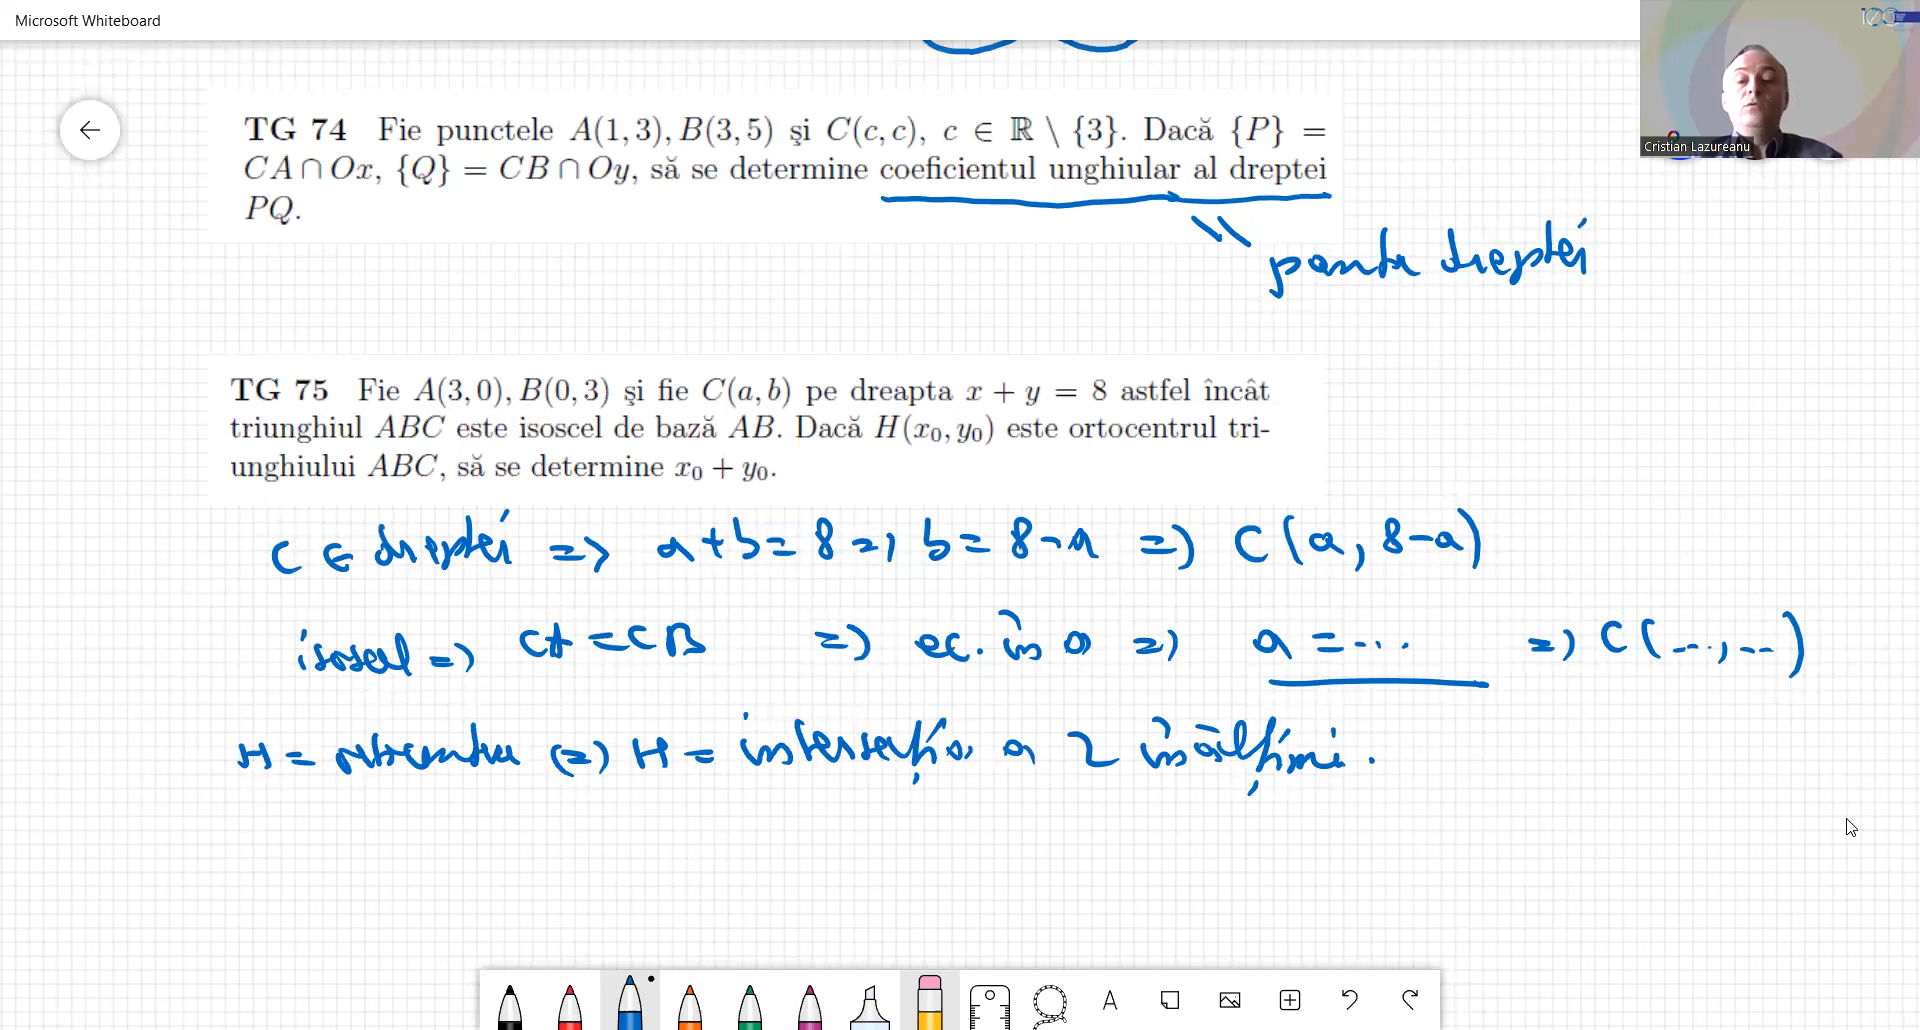 Microsoft Whiteboard
Cristian Lazureanu
TG 74 Fie punctele A(1, 3), B(3, 5) şi C(c, c), c ∈ ℝ \ {3}. Dacă {P} =
CA ∩ Ox, {Q} = CB ∩ Oy, să se determine coeficientul unghiular al dreptei
PQ.
panta dreptei
TG 75 Fie A(3, 0), B(0, 3) şi fie C(a, b) pe dreapta x + y = 8 astfel încât
triunghiul ABC este isoscel de bază AB. Dacă H(x₀, y₀) este ortocentrul tri-
unghiului ABC, să se determine x₀ + y₀.
C ∈ dreptei => a+b=8 => b=8-a => C(a, 8-a)
isoscel => CA=CB => ec. în a => a=... => C(...,...)
H = ortocentru (=) H = intersecția a 2 înălțimi.